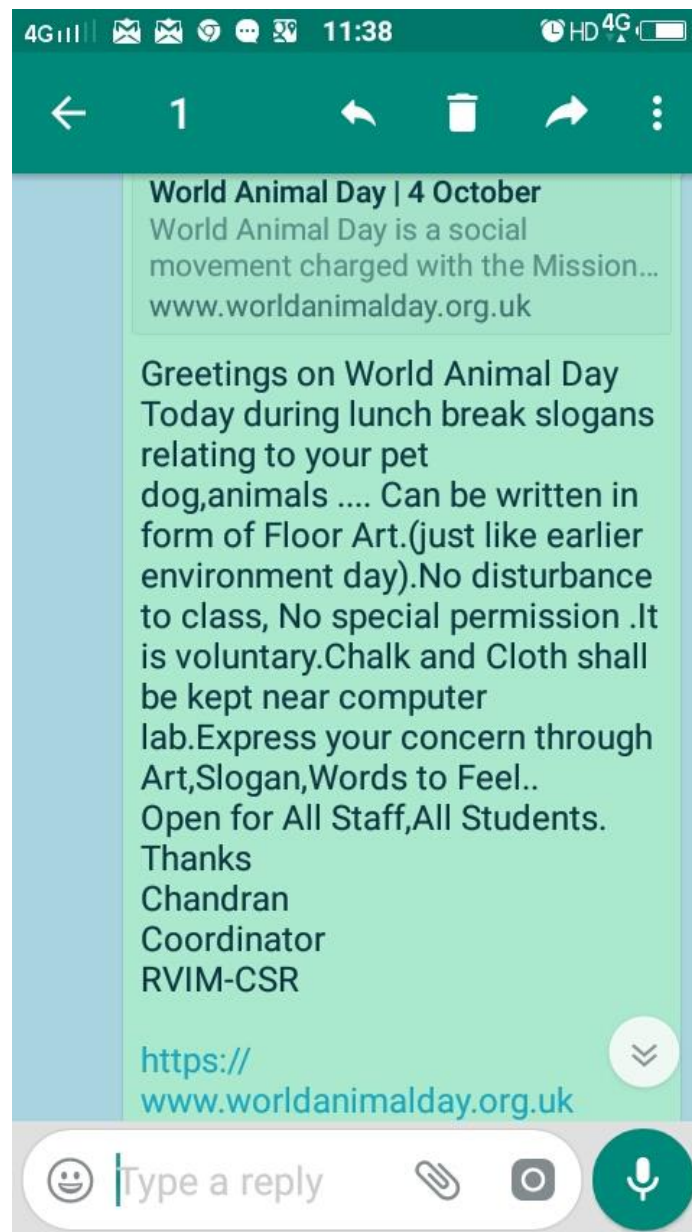 4G 11:38 HD 4G
1
World Animal Day | 4 October
World Animal Day is a social
movement charged with the Mission...
www.worldanimalday.org.uk
Greetings on World Animal Day
Today during lunch break slogans
relating to your pet
dog,animals .... Can be written in
form of Floor Art.(just like earlier
environment day).No disturbance
to class, No special permission .It
is voluntary.Chalk and Cloth shall
be kept near computer
lab.Express your concern through
Art,Slogan,Words to Feel..
Open for All Staff,All Students.
Thanks
Chandran
Coordinator
RVIM-CSR
https://
www.worldanimalday.org.uk
Type a reply